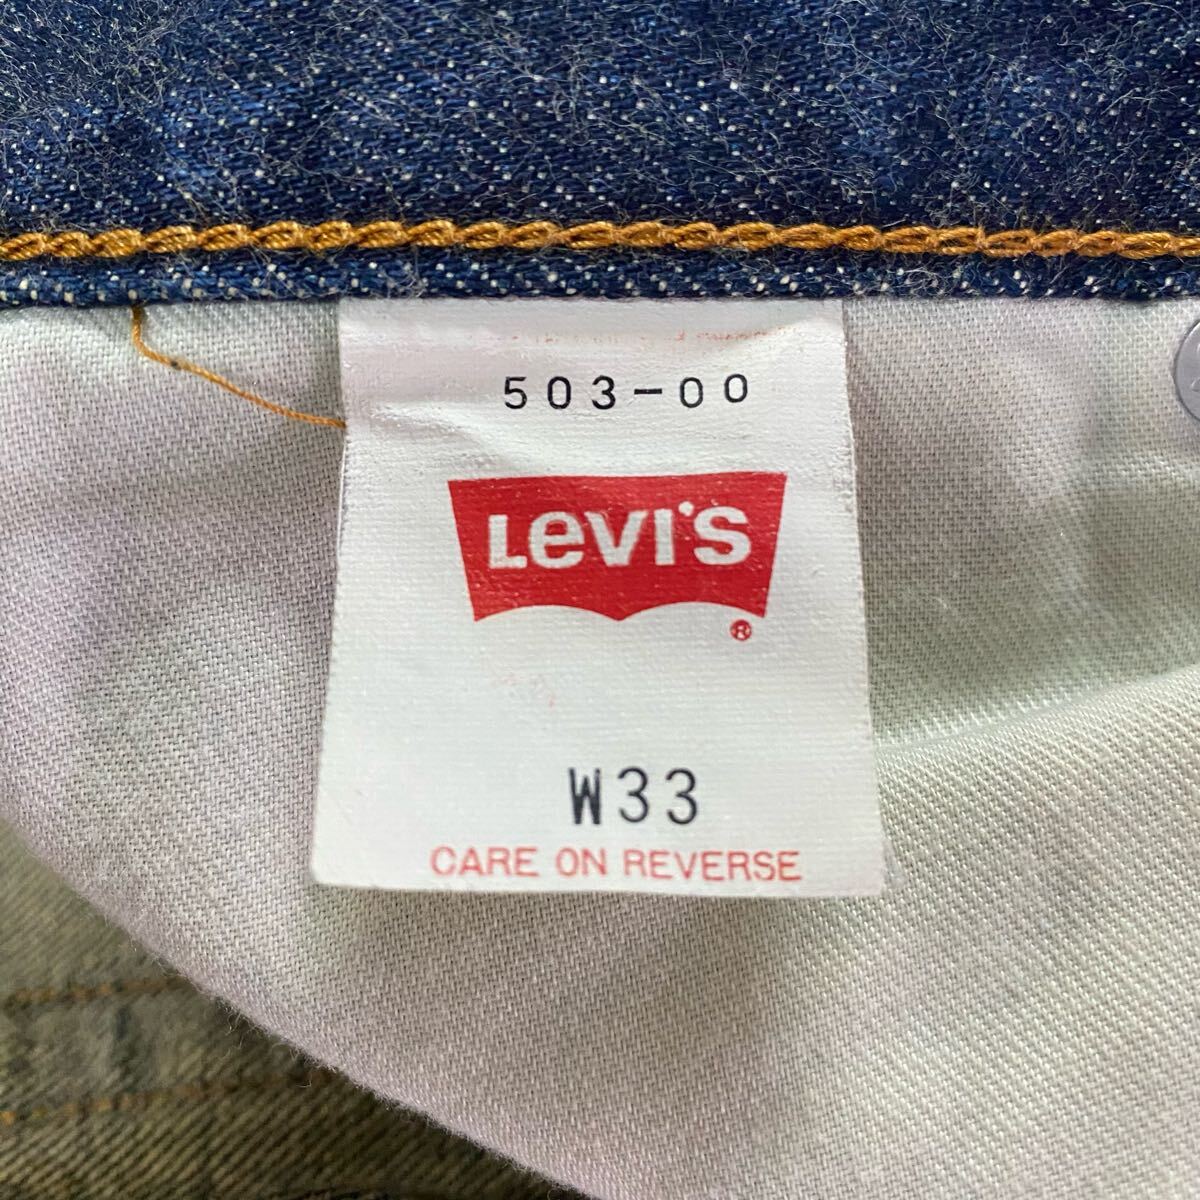 503-00
LEVI'S
®
W33
CARE ON REVERSE